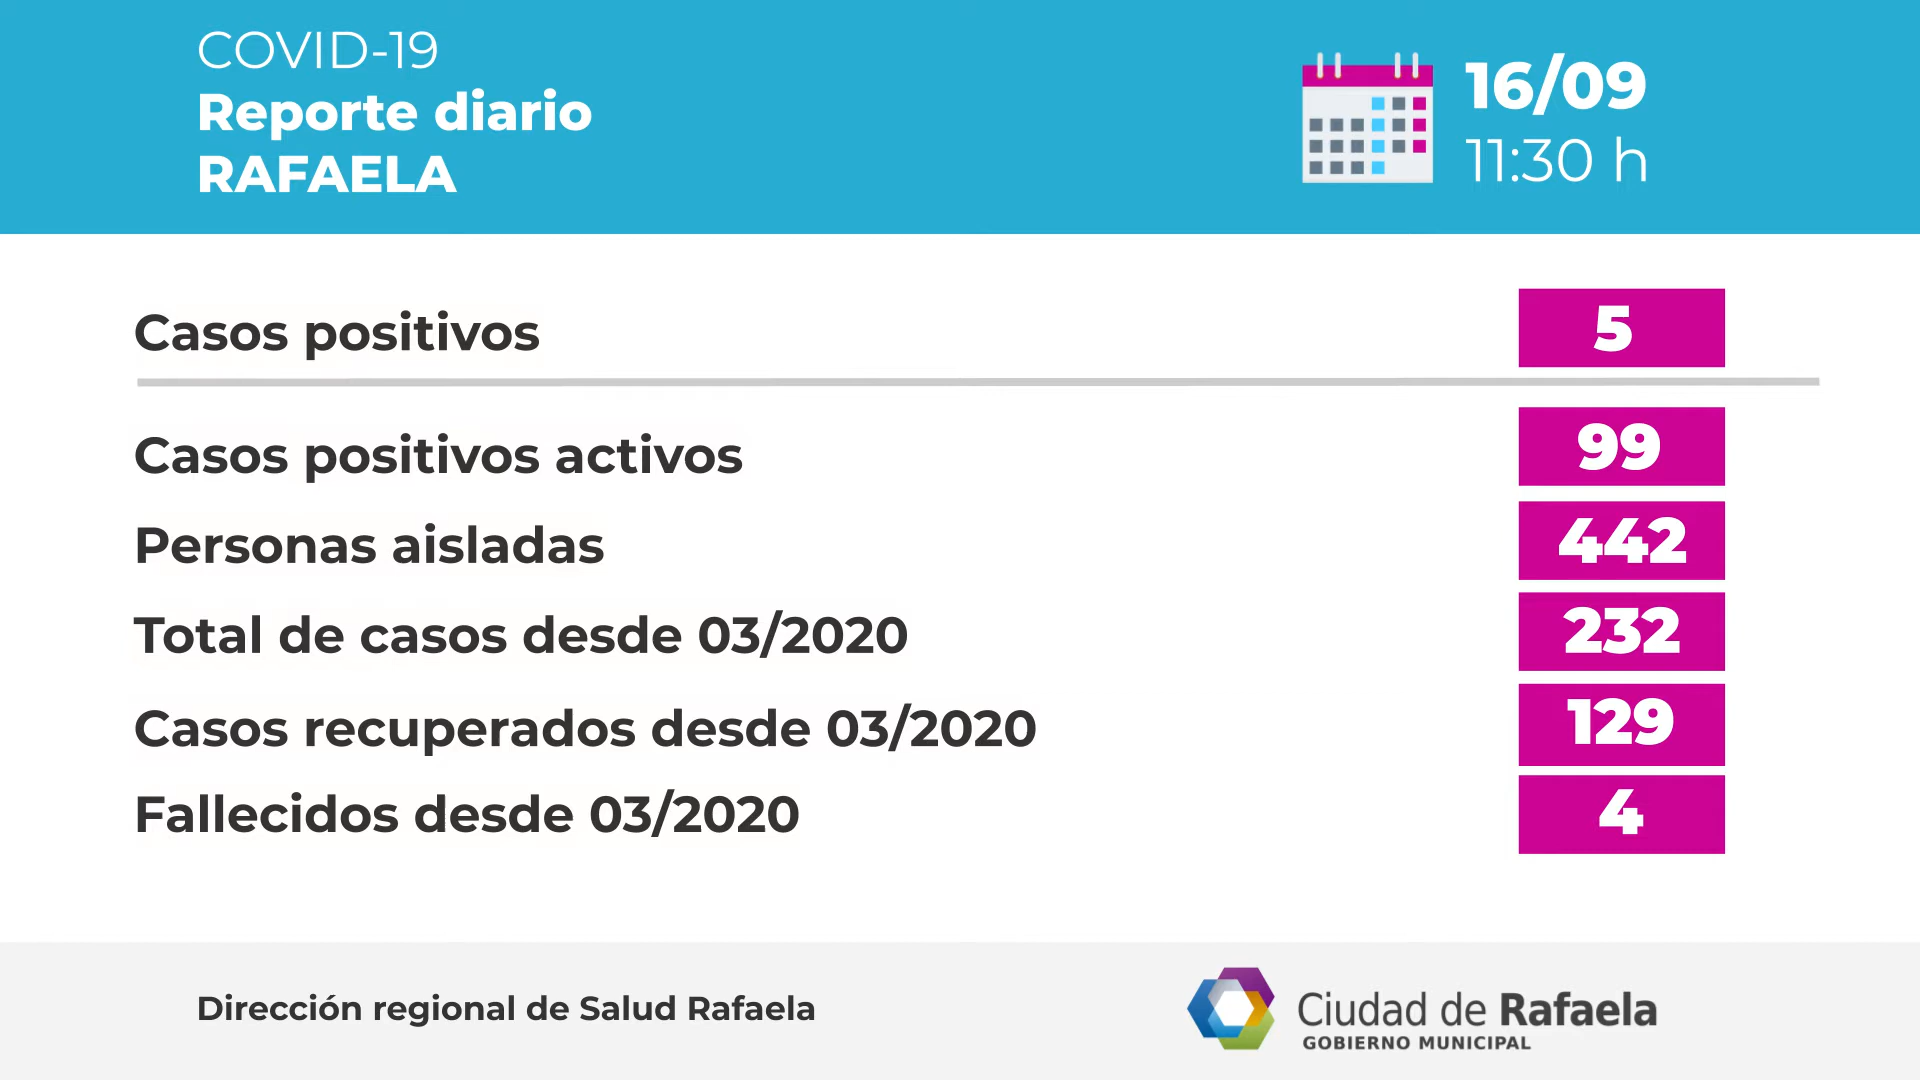 COVID-19
Reporte diario
RAFAELA
16/09
11:30 h
Casos positivos 5
Casos positivos activos 99
Personas aisladas 442
Total de casos desde 03/2020 232
Casos recuperados desde 03/2020 129
Fallecidos desde 03/2020 4
Dirección regional de Salud Rafaela
Ciudad de Rafaela
GOBIERNO MUNICIPAL